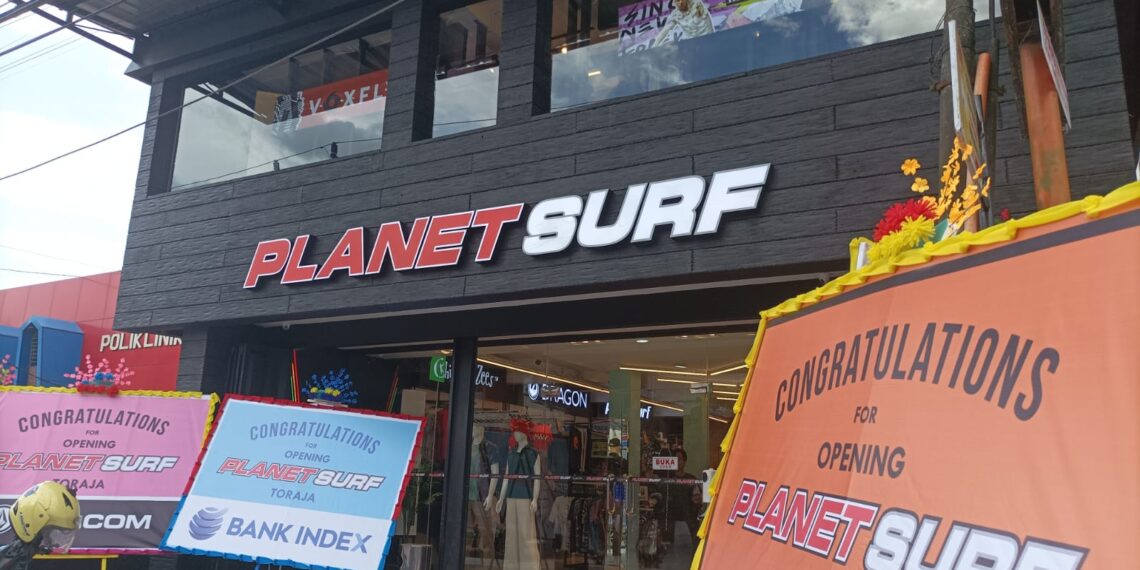 VOXEL
PLANET SURF
POLIKLINIK
DRAGON
BUKA
CONGRATULATIONS
FOR
OPENING
PLANET SURF
TORAJA
.COM
CONGRATULATIONS
FOR
OPENING
PLANET SURF
TORAJA
BANK INDEX
CONGRATULATIONS
FOR
OPENING
PLANET SURF